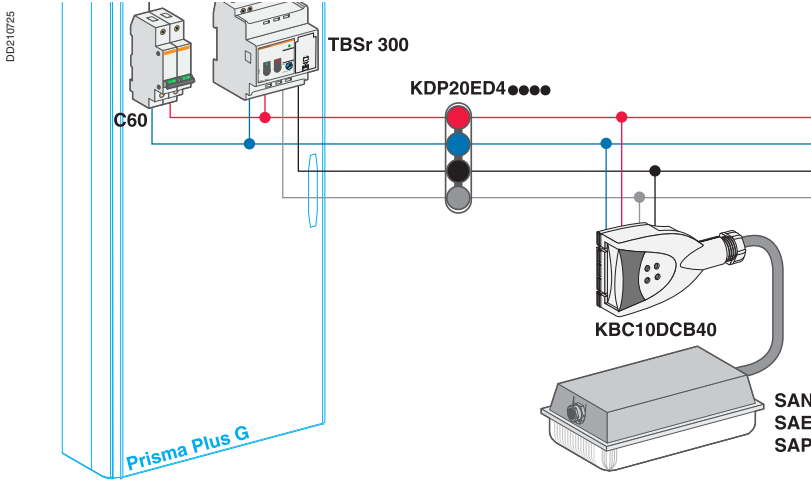 DD210725
TBSr 300
KDP20ED4●●●●
C60
KBC10DCB40
SAN
SAE
SAP
Prisma Plus G